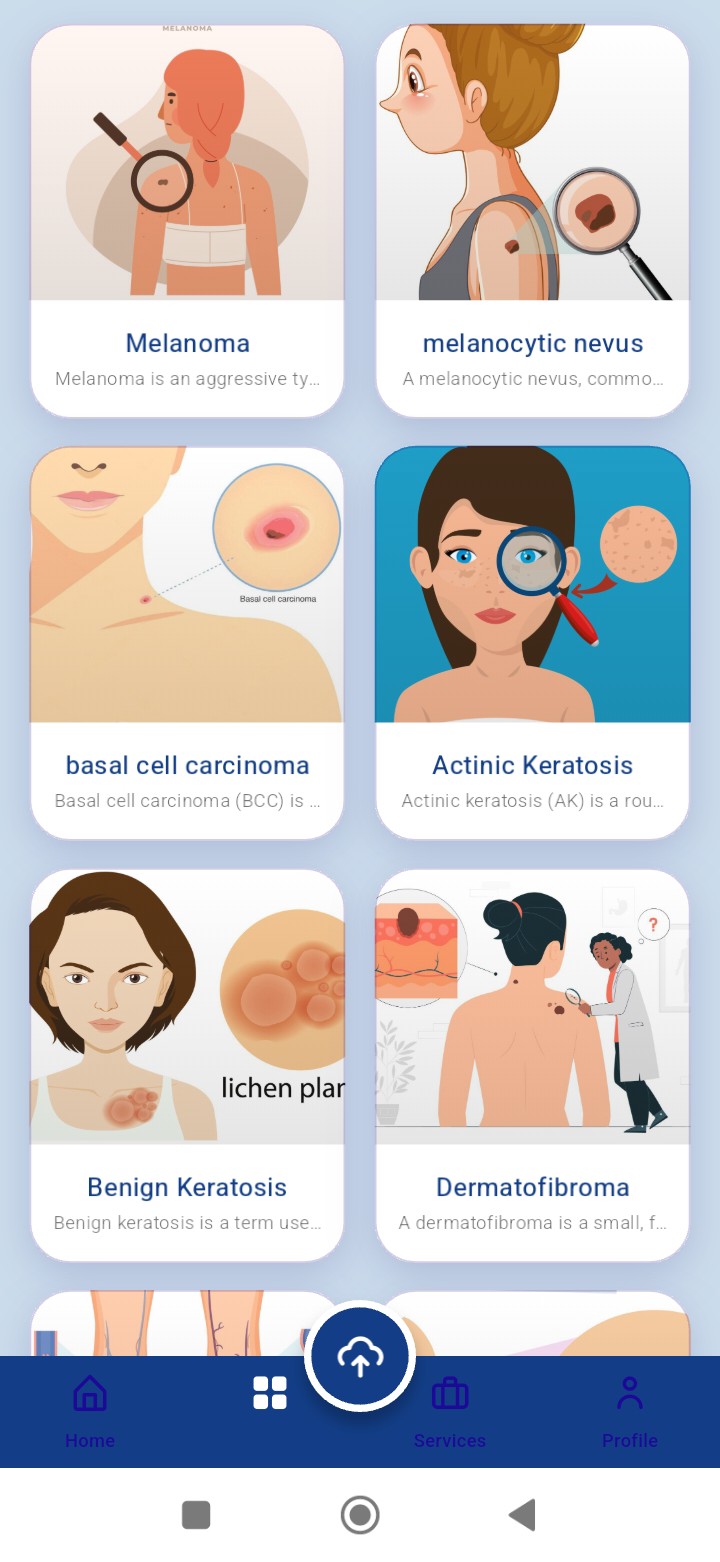 MELANOMA
Melanoma
Melanoma is an aggressive ty...
melanocytic nevus
A melanocytic nevus, commo...
Basal cell carcinoma
basal cell carcinoma
Basal cell carcinoma (BCC) is ...
Actinic Keratosis
Actinic keratosis (AK) is a rou...
lichen plan
Benign Keratosis
Benign keratosis is a term use...
?
Dermatofibroma
A dermatofibroma is a small, f...
Home
Services
Profile